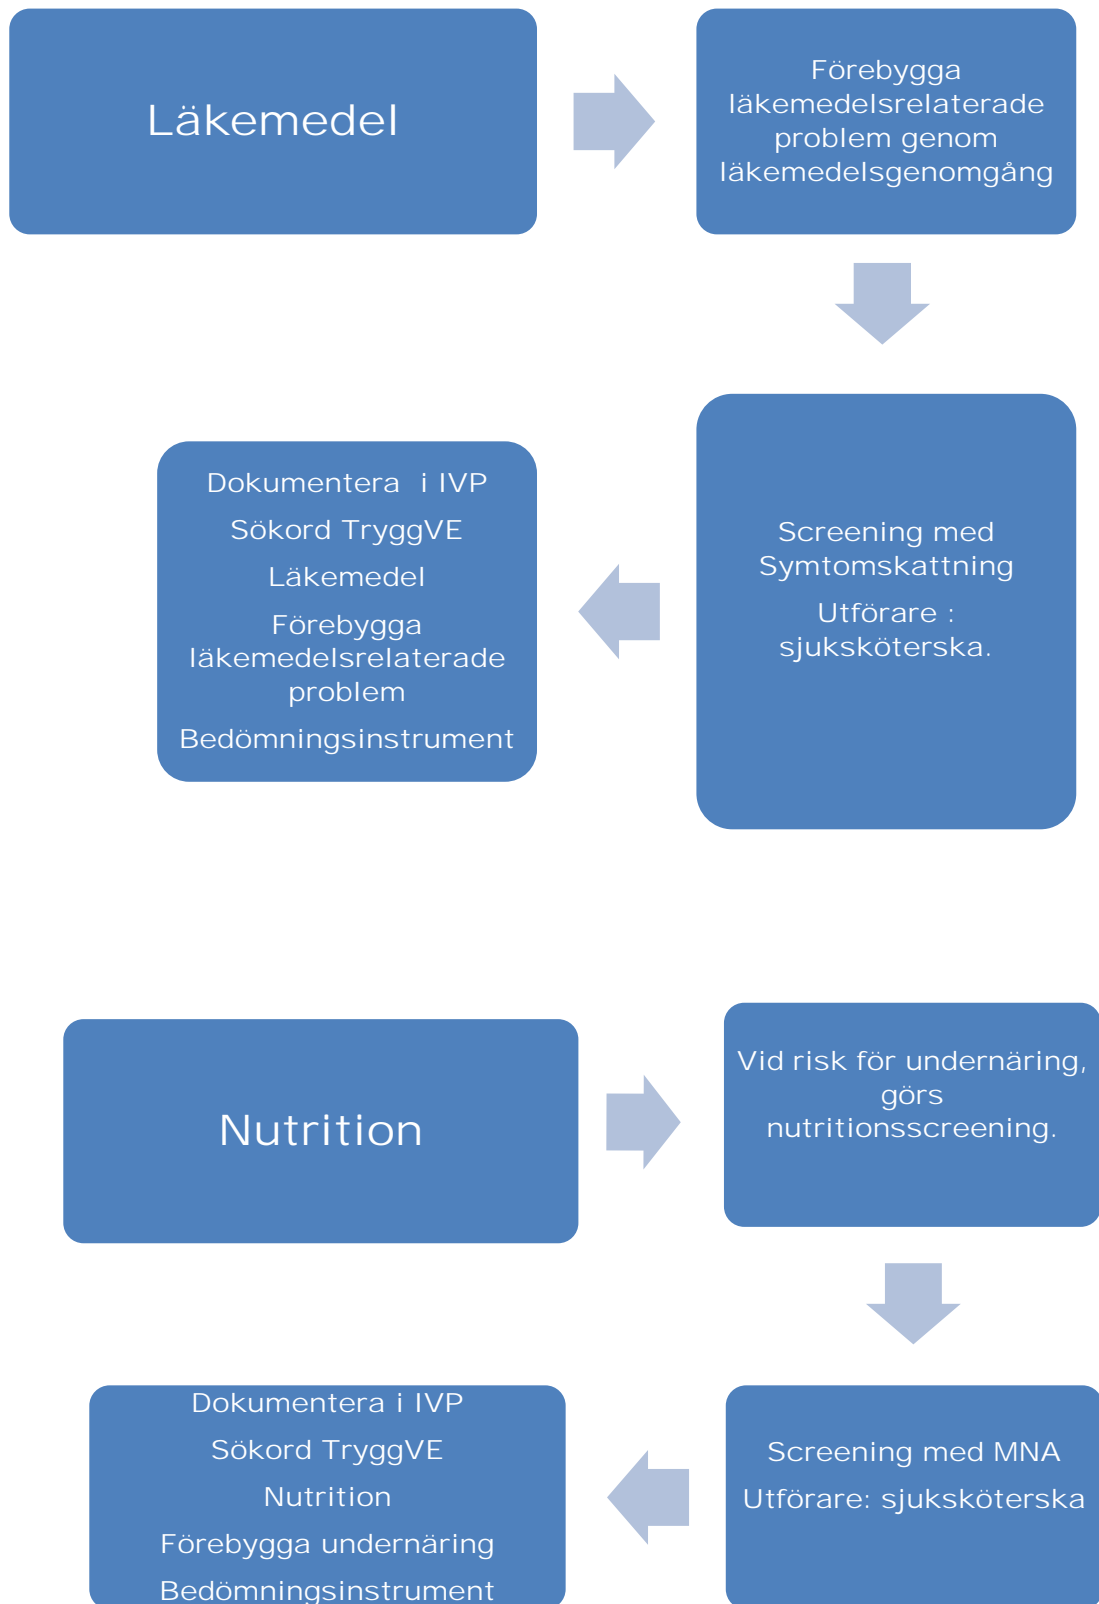 Läkemedel
Förebygga
läkemedelsrelaterade
problem genom
läkemedelsgenomgång
Screening med
Symtomskattning
Utförare :
sjuksköterska.
Dokumentera  i IVP
Sökord TryggVE
Läkemedel
Förebygga
läkemedelsrelaterade
problem
Bedömningsinstrument
Nutrition
Vid risk för undernäring,
görs
nutritionsscreening.
Screening med MNA
Utförare: sjuksköterska
Dokumentera i IVP
Sökord TryggVE
Nutrition
Förebygga undernäring
Bedömningsinstrument